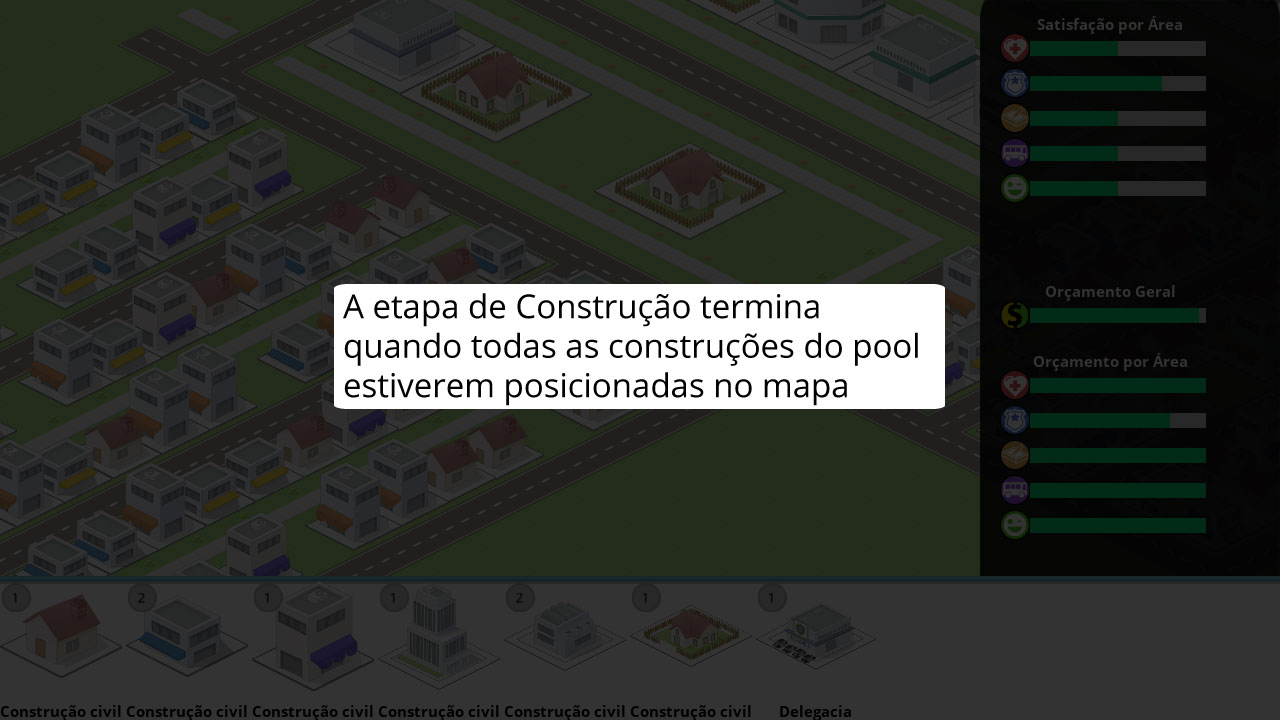 Satisfação por Área
Orçamento Geral
A etapa de Construção termina
quando todas as construções do pool
estiverem posicionadas no mapa
Orçamento por Área
1
2
1
1
2
1
1
Construção civil
Construção civil
Construção civil
Construção civil
Construção civil
Construção civil
Delegacia